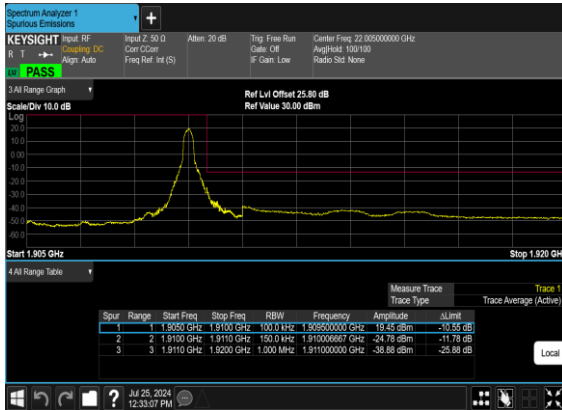 Spectrum Analyzer 1
Spurious Emissions
+
KEYSIGHT Input: RF Input Z: 50 Ω Atten: 20 dB Trig: Free Run Center Freq: 22.005000000 GHz
R T Coupling: DC Corr CCorr Gate: Off Avg|Hold: 100/100
Align: Auto Freq Ref: Int (S) IF Gain: Low Radio Std: None
LXI PASS
3 All Range Graph
Ref Lvl Offset 25.80 dB
Scale/Div 10.0 dB Ref Value 30.00 dBm
Log
20.0
10.0
0.00
-10.0
-20.0
-30.0
-40.0
-50.0
-60.0
Start 1.905 GHz Stop 1.920 GH
4 All Range Table
Measure Trace Trace 1
Trace Type Trace Average (Active)
Spur Range Start Freq Stop Freq RBW Frequency Amplitude ΔLimit
1 1 1.9050 GHz 1.9100 GHz 100.0 kHz 1.909500000 GHz 19.45 dBm -10.55 dB
2 2 1.9100 GHz 1.9110 GHz 150.0 kHz 1.910006667 GHz -24.78 dBm -11.78 dB
3 3 1.9110 GHz 1.9200 GHz 1.000 MHz 1.911000000 GHz -38.88 dBm -25.88 dB
Local
? Jul 25, 2024
12:33:07 PM